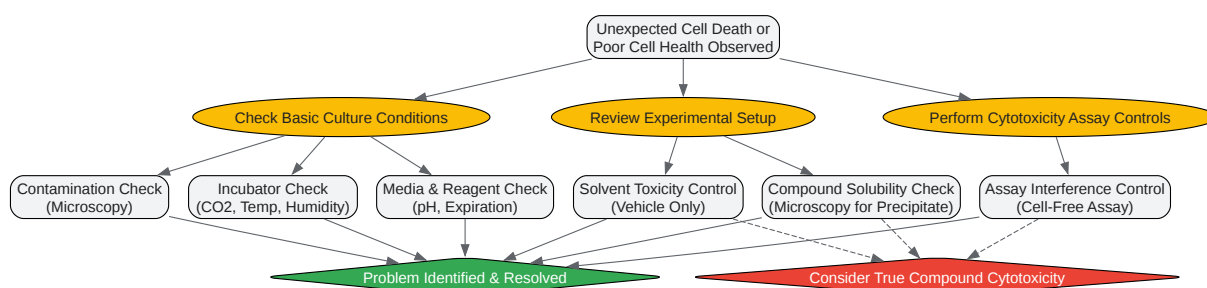 Unexpected Cell Death or
Poor Cell Health Observed
Check Basic Culture Conditions
Review Experimental Setup
Perform Cytotoxicity Assay Controls
Contamination Check
(Microscopy)
Incubator Check
(CO2, Temp, Humidity)
Media & Reagent Check
(pH, Expiration)
Solvent Toxicity Control
(Vehicle Only)
Compound Solubility Check
(Microscopy for Precipitate)
Assay Interference Control
(Cell-Free Assay)
Problem Identified & Resolved
Consider True Compound Cytotoxicity